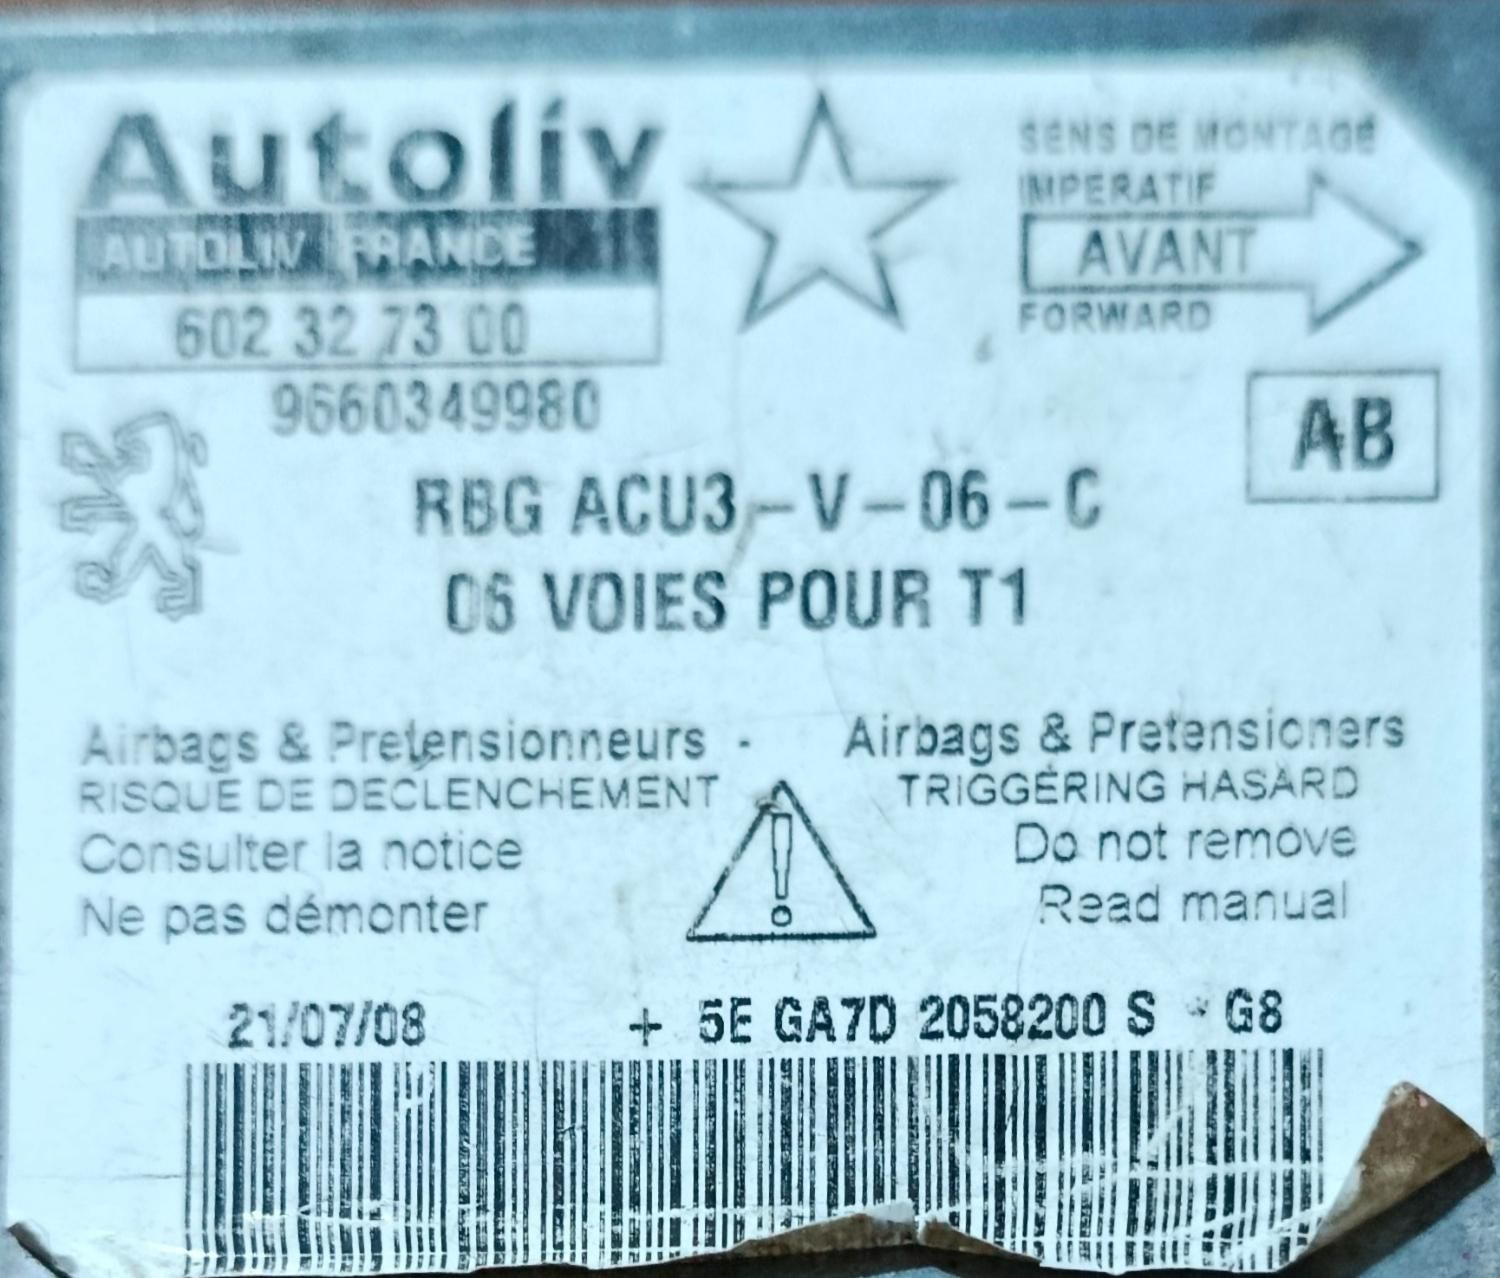 Autoliv
AUTOLIV FRANCE
602 32 73 00
9660349980
SENS DE MONTAGE
IMPERATIF
AVANT
FORWARD
AB
RBG ACU3-V-06-C
06 VOIES POUR T1
Airbags & Pretensionneurs - Airbags & Pretensioners
RISQUE DE DECLENCHEMENT TRIGGERING HASARD
Consulter la notice Do not remove
Ne pas démonter Read manual
21/07/08 + 5E GA7D 2058200 S * G8